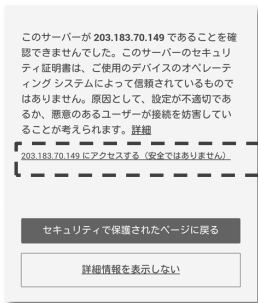 このサーバーが 203.183.70.149 であることを確
認できませんでした。このサーバーのセキュリ
ティ証明書は、ご使用のデバイスのオペレーテ
ィング システムによって信頼されているもので
はありません。原因として、設定が不適切であ
るか、悪意のあるユーザーが接続を妨害してい
ることが考えられます。詳細
203.183.70.149 にアクセスする（安全ではありません）
セキュリティで保護されたページに戻る
詳細情報を表示しない